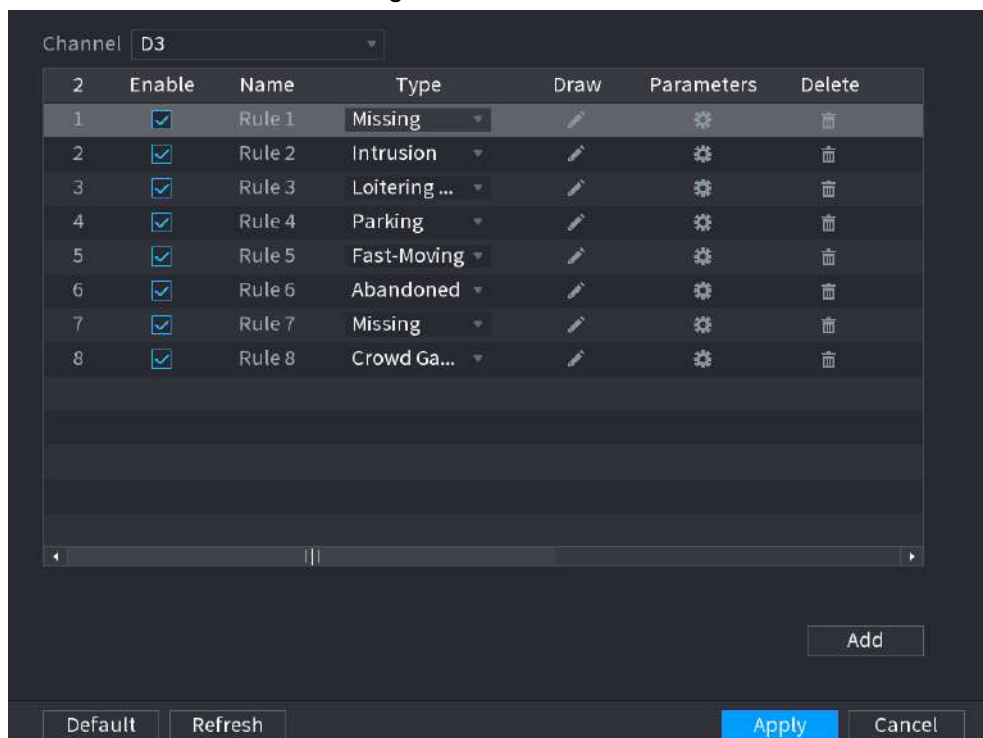 Channel D3
2 Enable Name Type Draw Parameters Delete
1 Rule 1 Missing
2 Rule 2 Intrusion
3 Rule 3 Loitering ...
4 Rule 4 Parking
5 Rule 5 Fast-Moving
6 Rule 6 Abandoned
7 Rule 7 Missing
8 Rule 8 Crowd Ga...
Add
Default Refresh Apply Cancel